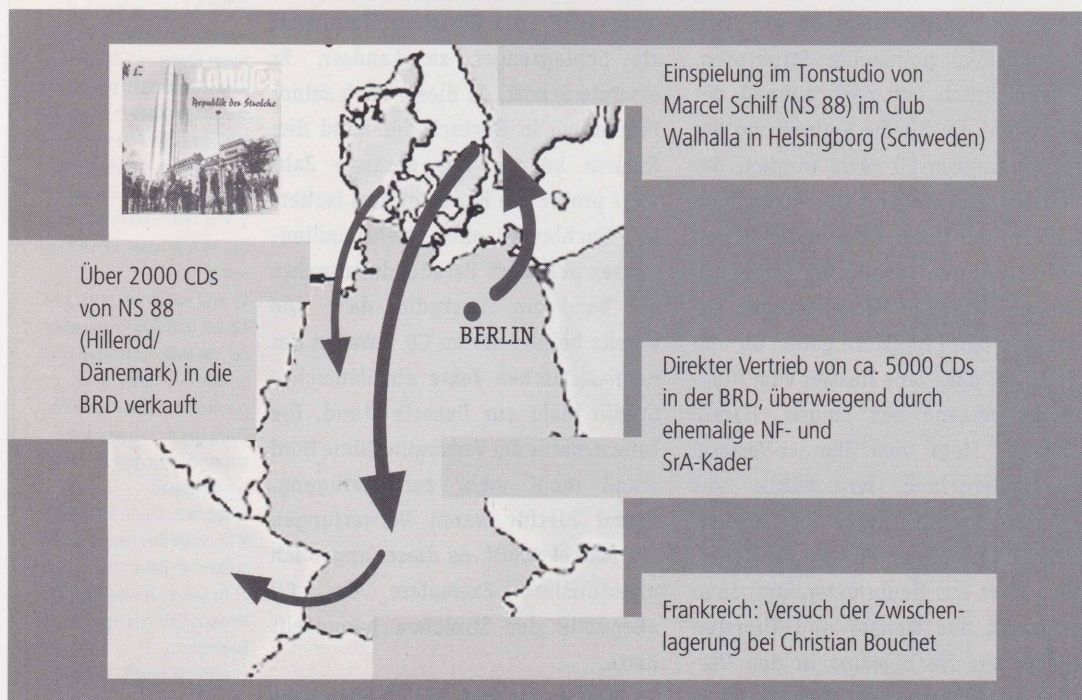 Landser
Republik der Strolche
Einspielung im Tonstudio von
Marcel Schilf (NS 88) im Club
Walhalla in Helsingborg (Schweden)
Über 2000 CDs
von NS 88
(Hillerod/
Dänemark) in die
BRD verkauft
BERLIN
Direkter Vertrieb von ca. 5000 CDs
in der BRD, überwiegend durch
ehemalige NF- und
SrA-Kader
Frankreich: Versuch der Zwischen-
lagerung bei Christian Bouchet